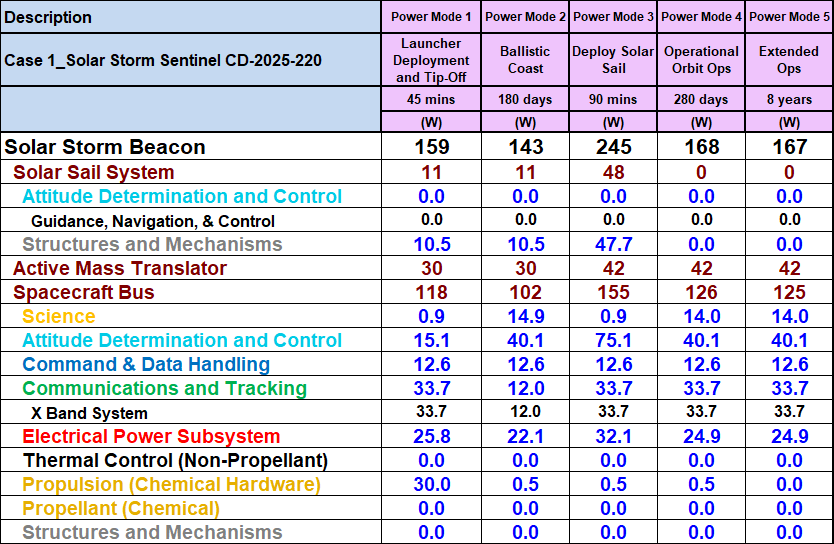 Description Power Mode 1 Power Mode 2 Power Mode 3 Power Mode 4 Power Mode 5
Case 1_Solar Storm Sentinel CD-2025-220 Launcher Deployment and Tip-Off Ballistic Coast Deploy Solar Sail Operational Orbit Ops Extended Ops
45 mins 180 days 90 mins 280 days 8 years
(W) (W) (W) (W) (W)
Solar Storm Beacon 159 143 245 168 167
Solar Sail System 11 11 48 0 0
Attitude Determination and Control 0.0 0.0 0.0 0.0 0.0
Guidance, Navigation, & Control 0.0 0.0 0.0 0.0 0.0
Structures and Mechanisms 10.5 10.5 47.7 0.0 0.0
Active Mass Translator 30 30 42 42 42
Spacecraft Bus 118 102 155 126 125
Science 0.9 14.9 0.9 14.0 14.0
Attitude Determination and Control 15.1 40.1 75.1 40.1 40.1
Command & Data Handling 12.6 12.6 12.6 12.6 12.6
Communications and Tracking 33.7 12.0 33.7 33.7 33.7
X Band System 33.7 12.0 33.7 33.7 33.7
Electrical Power Subsystem 25.8 22.1 32.1 24.9 24.9
Thermal Control (Non-Propellant) 0.0 0.0 0.0 0.0 0.0
Propulsion (Chemical Hardware) 30.0 0.5 0.5 0.5 0.0
Propellant (Chemical) 0.0 0.0 0.0 0.0 0.0
Structures and Mechanisms 0.0 0.0 0.0 0.0 0.0